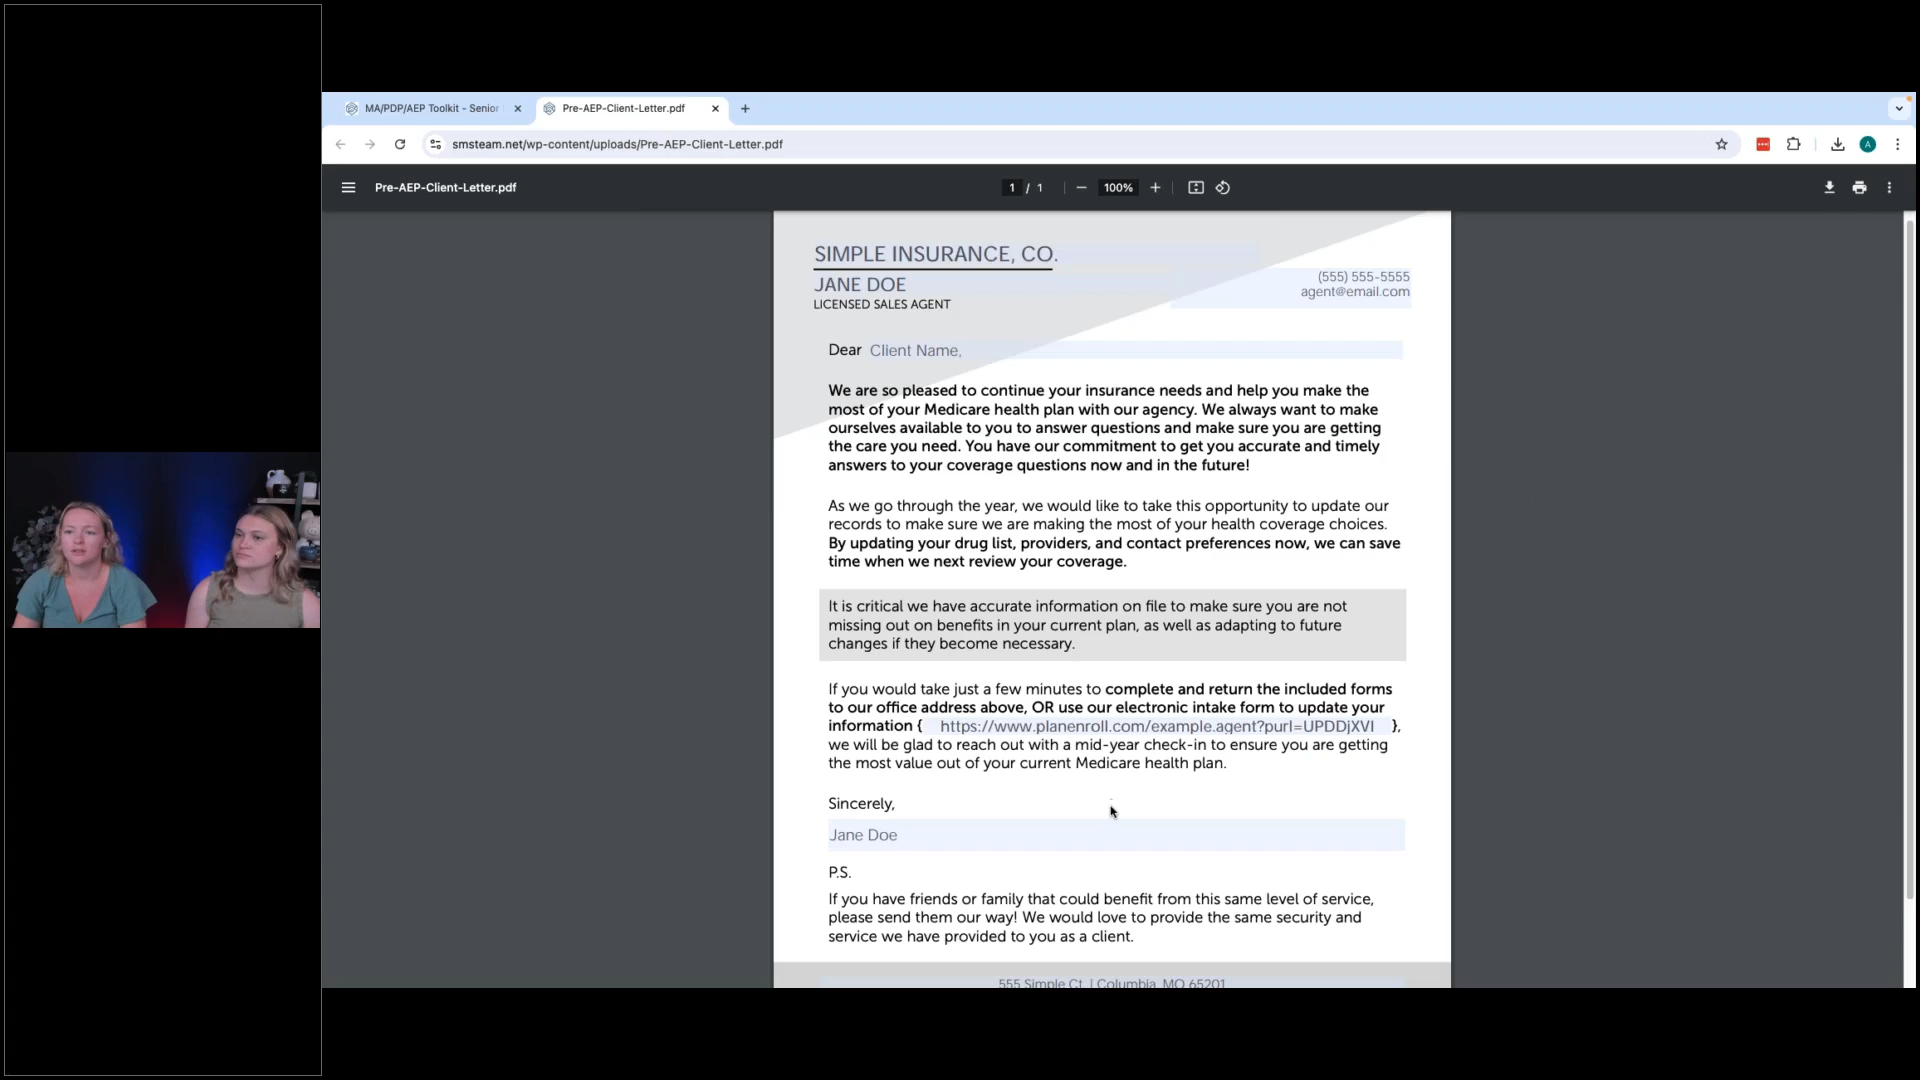 MA/PDP/AEP Toolkit - Senior
Pre-AEP-Client-Letter.pdf
smsteam.net/wp-content/uploads/Pre-AEP-Client-Letter.pdf
A
Pre-AEP-Client-Letter.pdf
1 / 1
100%
SIMPLE INSURANCE, CO.
JANE DOE
LICENSED SALES AGENT
(555) 555-5555
agent@email.com
Dear Client Name,
We are so pleased to continue your insurance needs and help you make the
most of your Medicare health plan with our agency. We always want to make
ourselves available to you to answer questions and make sure you are getting
the care you need. You have our commitment to get you accurate and timely
answers to your coverage questions now and in the future!
As we go through the year, we would like to take this opportunity to update our
records to make sure we are making the most of your health coverage choices.
By updating your drug list, providers, and contact preferences now, we can save
time when we next review your coverage.
It is critical we have accurate information on file to make sure you are not
missing out on benefits in your current plan, as well as adapting to future
changes if they become necessary.
If you would take just a few minutes to complete and return the included forms
to our office address above, OR use our electronic intake form to update your
information { https://www.planenroll.com/example.agent?purl=UPDDjXVI },
we will be glad to reach out with a mid-year check-in to ensure you are getting
the most value out of your current Medicare health plan.
Sincerely,
Jane Doe
P.S.
If you have friends or family that could benefit from this same level of service,
please send them our way! We would love to provide the same security and
service we have provided to you as a client.
555 Simple Ct. | Columbia, MO 65201